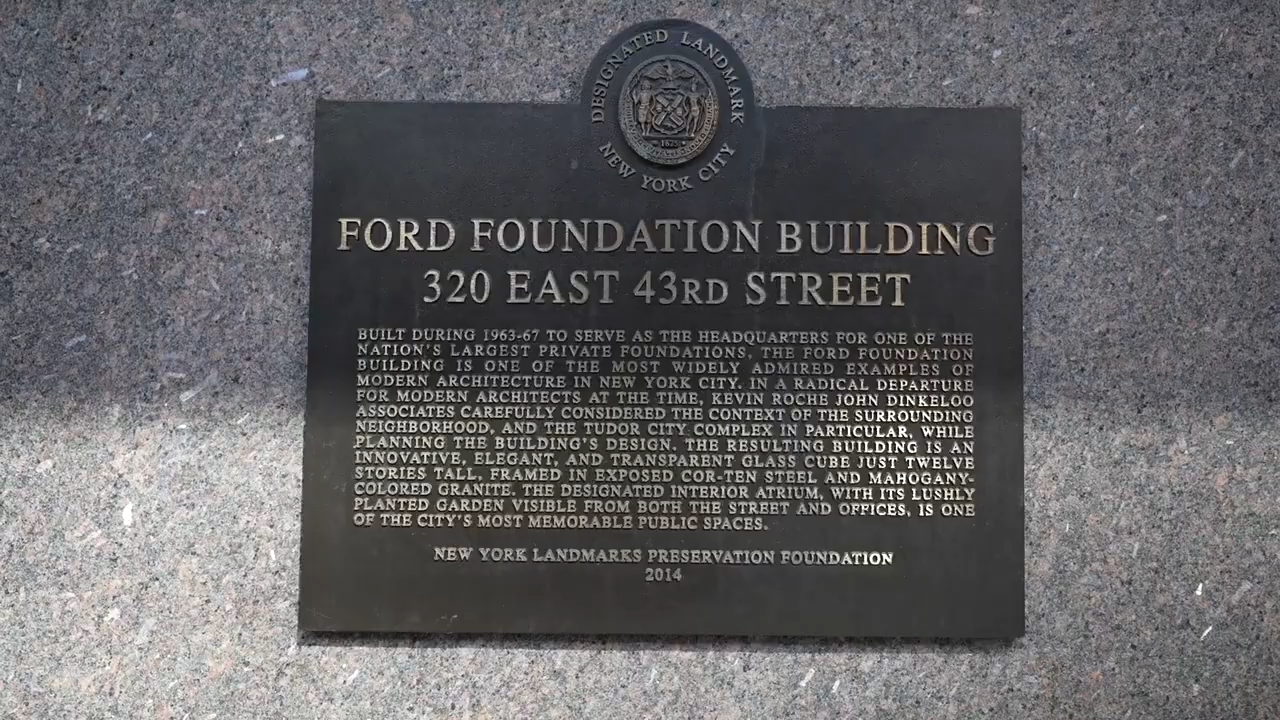 DESIGNATED LANDMARK
NEW YORK CITY
1625
FORD FOUNDATION BUILDING
320 EAST 43RD STREET
BUILT DURING 1963-67 TO SERVE AS THE HEADQUARTERS FOR ONE OF THE
NATION'S LARGEST PRIVATE FOUNDATIONS, THE FORD FOUNDATION
BUILDING IS ONE OF THE MOST WIDELY ADMIRED EXAMPLES OF
MODERN ARCHITECTURE IN NEW YORK CITY. IN A RADICAL DEPARTURE
FOR MODERN ARCHITECTS AT THE TIME, KEVIN ROCHE JOHN DINKELOO
ASSOCIATES CAREFULLY CONSIDERED THE CONTEXT OF THE SURROUNDING
NEIGHBORHOOD, AND THE TUDOR CITY COMPLEX IN PARTICULAR, WHILE
PLANNING THE BUILDING'S DESIGN. THE RESULTING BUILDING IS AN
INNOVATIVE, ELEGANT, AND TRANSPARENT GLASS CUBE JUST TWELVE
STORIES TALL, FRAMED IN EXPOSED COR-TEN STEEL AND MAHOGANY-
COLORED GRANITE. THE DESIGNATED INTERIOR ATRIUM, WITH ITS LUSHLY
PLANTED GARDEN VISIBLE FROM BOTH THE STREET AND OFFICES, IS ONE
OF THE CITY'S MOST MEMORABLE PUBLIC SPACES.
NEW YORK LANDMARKS PRESERVATION FOUNDATION
2014